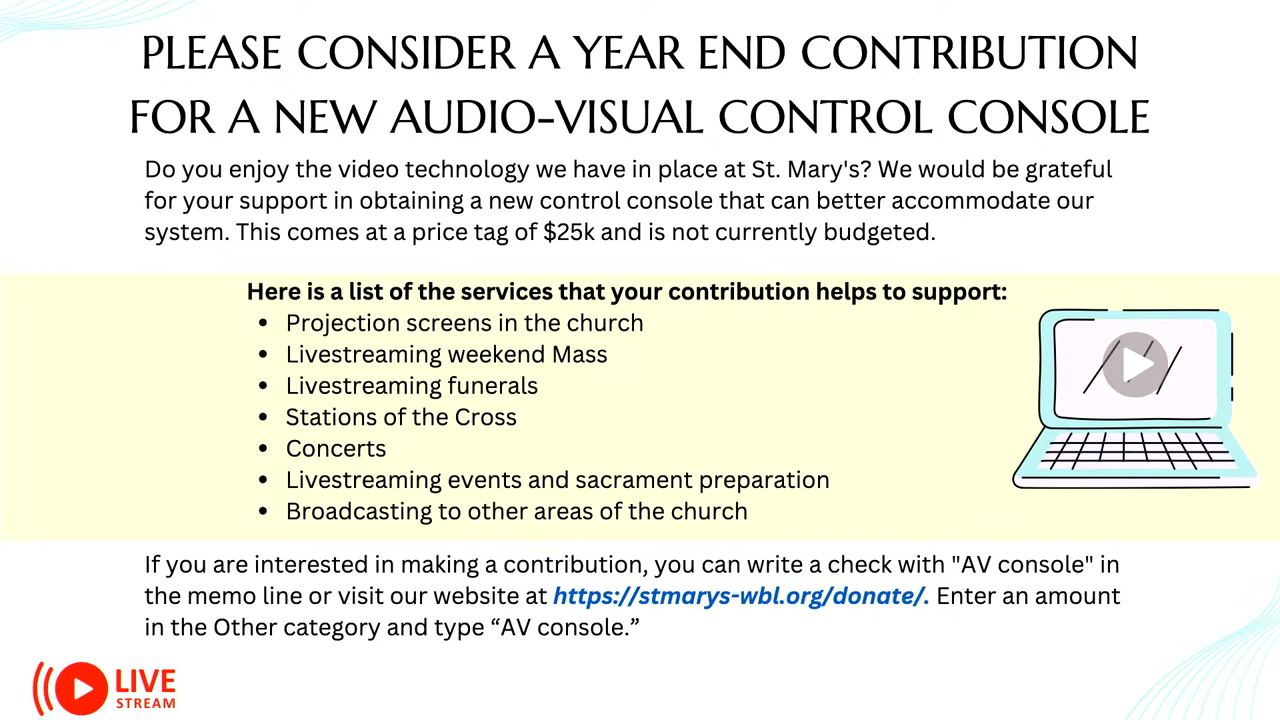 PLEASE CONSIDER A YEAR END CONTRIBUTION
FOR A NEW AUDIO-VISUAL CONTROL CONSOLE
Do you enjoy the video technology we have in place at St. Mary's? We would be grateful
for your support in obtaining a new control console that can better accommodate our
system. This comes at a price tag of $25k and is not currently budgeted.
Here is a list of the services that your contribution helps to support:
• Projection screens in the church
• Livestreaming weekend Mass
• Livestreaming funerals
• Stations of the Cross
• Concerts
• Livestreaming events and sacrament preparation
• Broadcasting to other areas of the church
If you are interested in making a contribution, you can write a check with "AV console" in
the memo line or visit our website at https://stmarys-wbl.org/donate/. Enter an amount
in the Other category and type “AV console.”
LIVE
STREAM